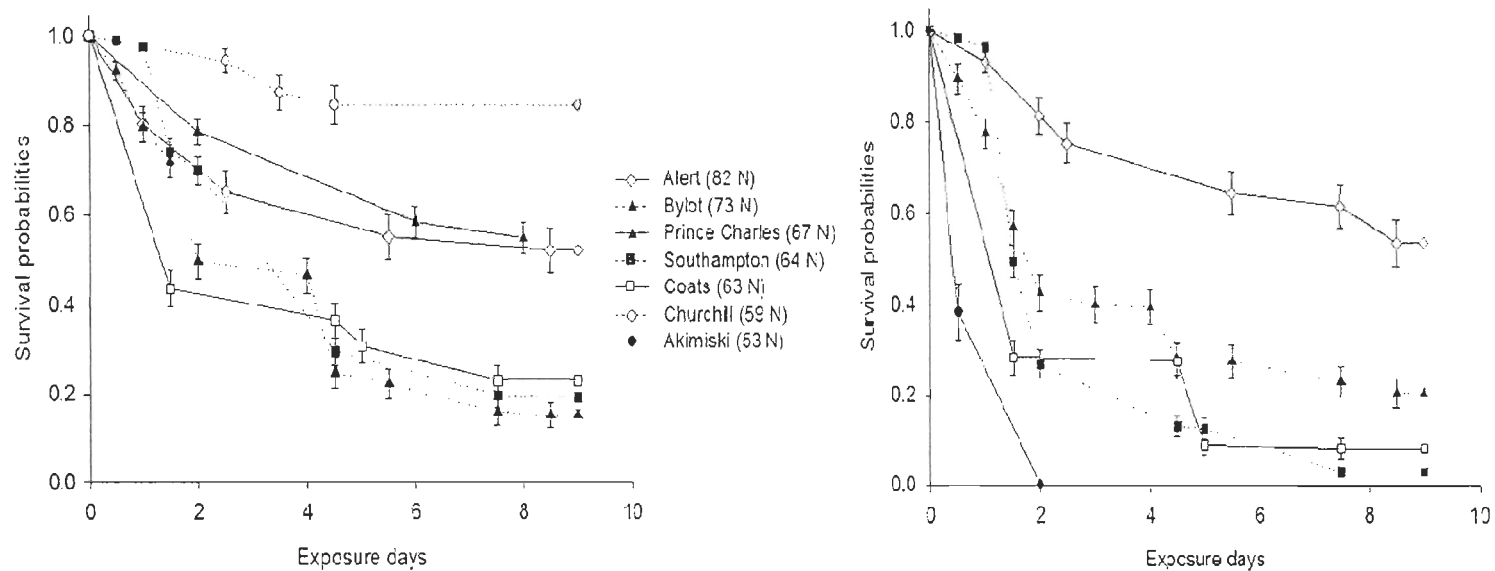 1.0
0.8
0.6
0.4
0.2
0.0
Survival probabilities
0 2 4 6 8 10
Exposure days
Alert (82 N)
Bylot (73 N)
Prince Charles (67 N)
Southampton (64 N)
Coats (63 N)
Churchill (59 N)
Akimiski (53 N)
1.0
0.8
0.6
0.4
0.2
0.0
Survival probabilities
0 2 4 6 8 10
Exposure days